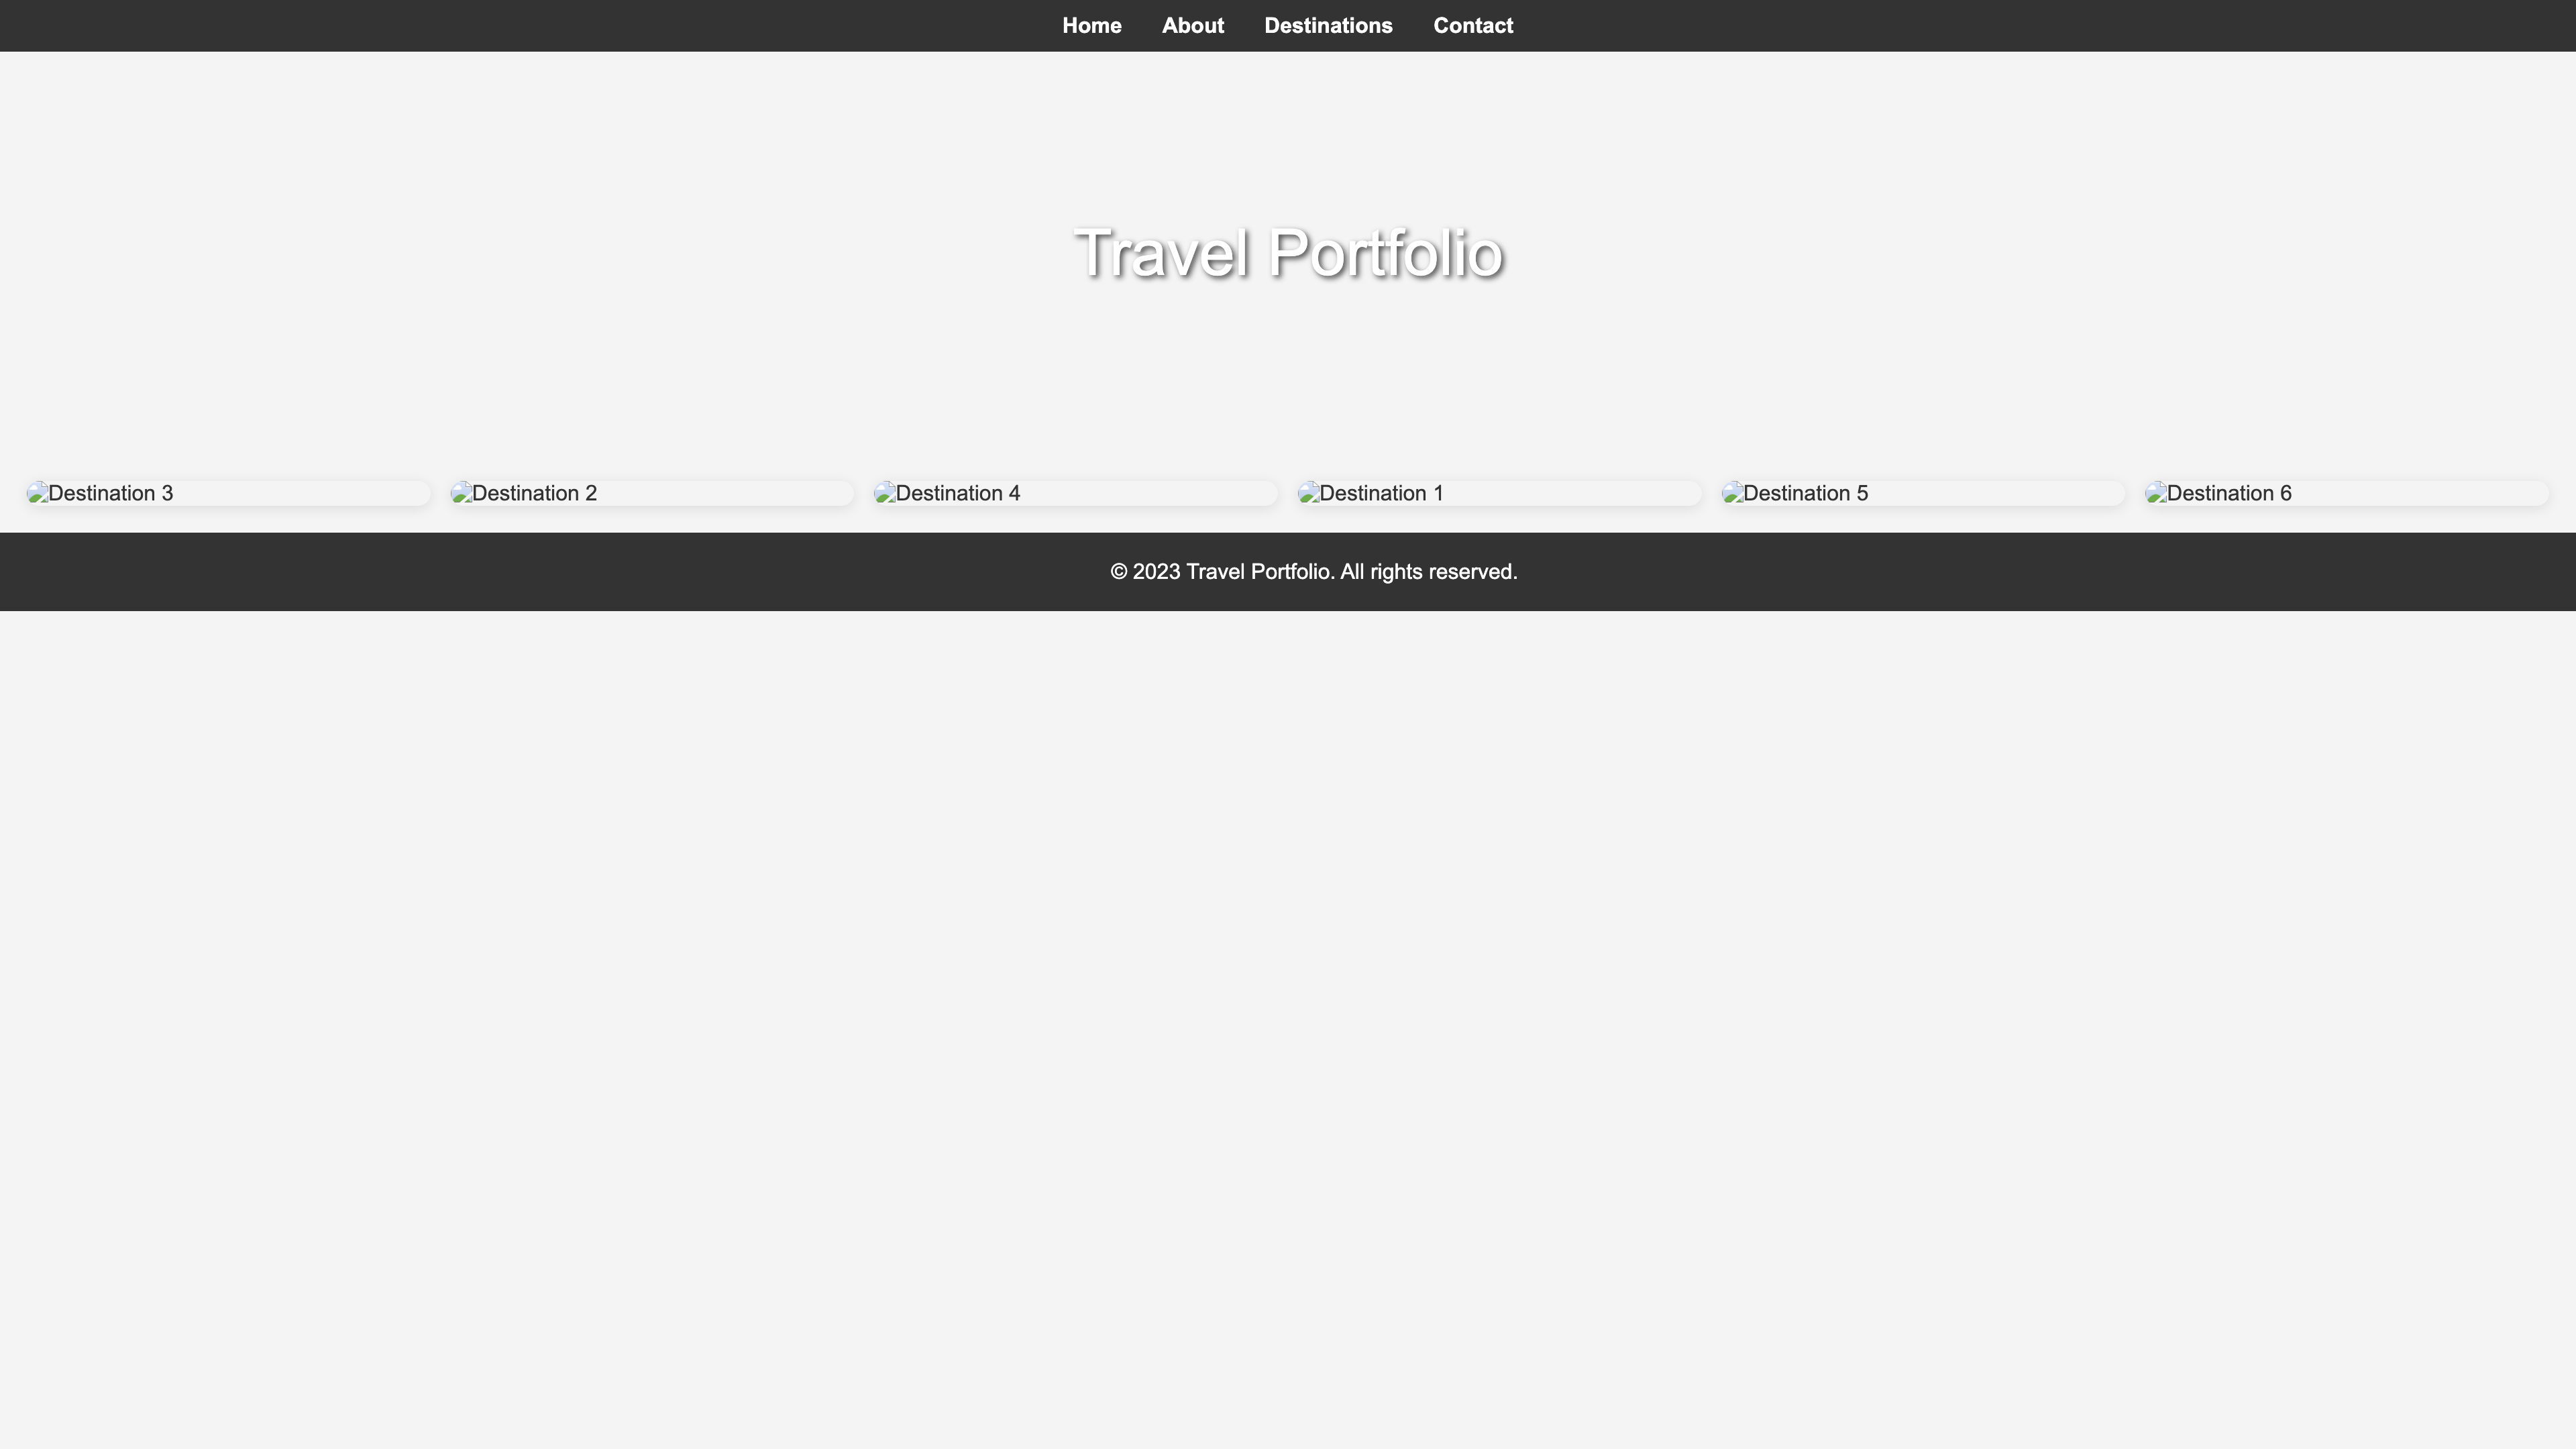 Home About Destinations Contact
Travel Portfolio
Destination 3 Destination 2 Destination 4 Destination 1 Destination 5 Destination 6
© 2023 Travel Portfolio. All rights reserved.